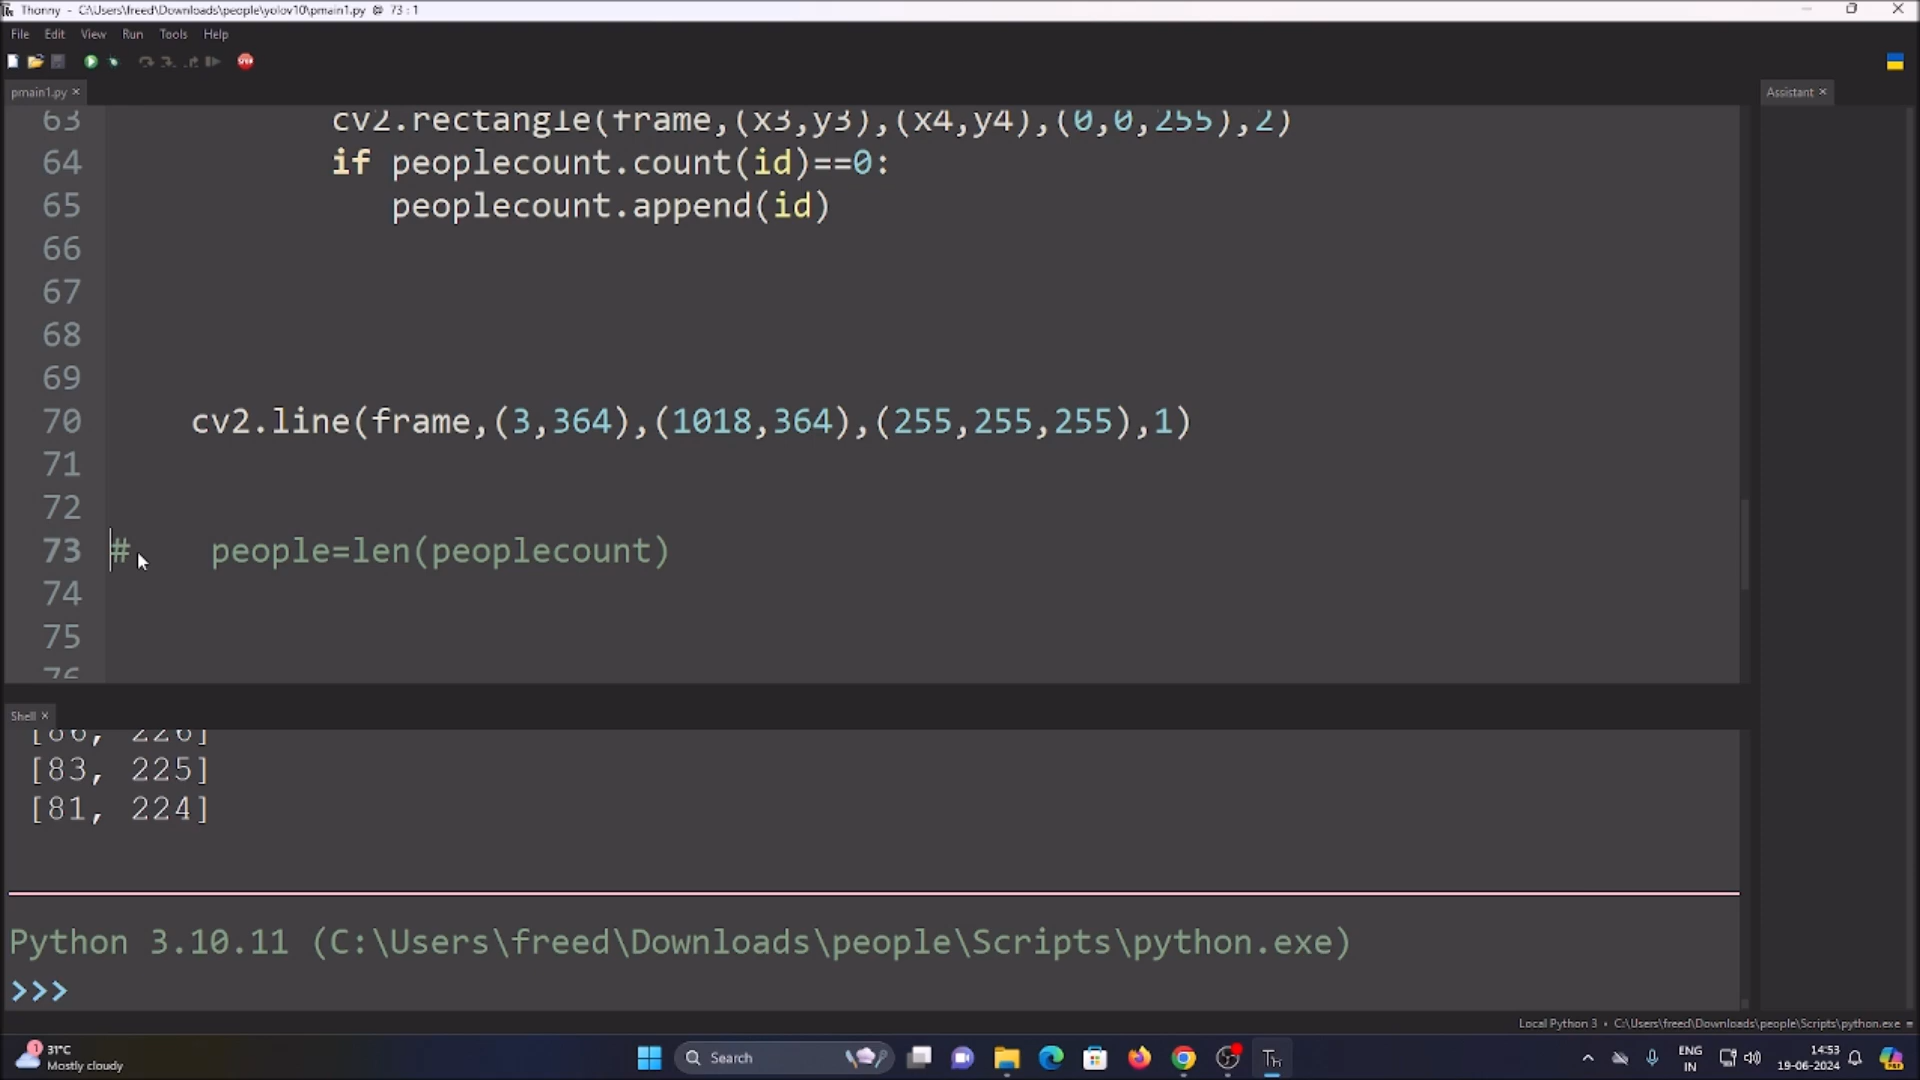 Thonny - C:\Users\freed\Downloads\people\yolov10\pmain1.py @ 73 : 1
File Edit View Run Tools Help
pmain1.py ×
Assistant ×
63 cv2.rectangle(frame,(x3,y3),(x4,y4),(0,0,255),2)
64 if peoplecount.count(id)==0:
65 peoplecount.append(id)
66
67
68
69
70 cv2.line(frame,(3,364),(1018,364),(255,255,255),1)
71
72
73 # people=len(peoplecount)
74
75
76
Shell ×
[86, 226]
[83, 225]
[81, 224]
Python 3.10.11 (C:\Users\freed\Downloads\people\Scripts\python.exe)
>>>
Local Python 3 • C:\Users\freed\Downloads\people\Scripts\python.exe ≡
1
31°C
Mostly cloudy
Search
Th
ENG
IN
14:53
19-06-2024